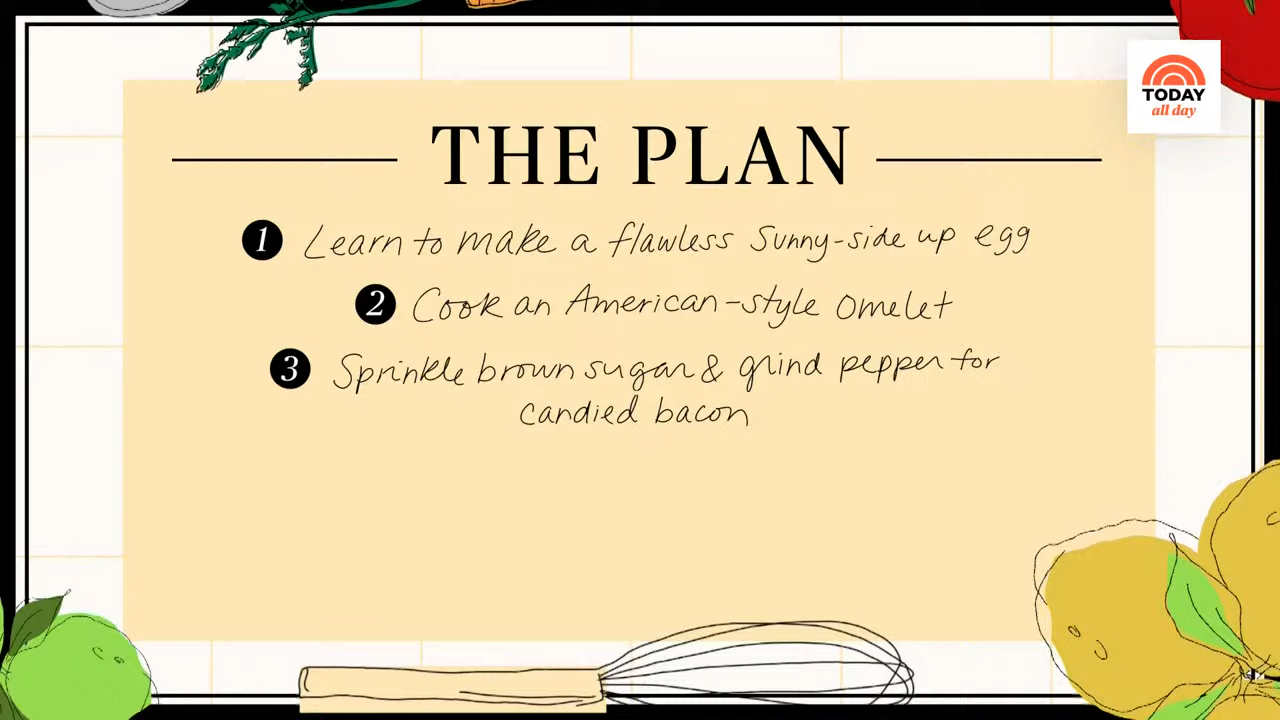 TODAY
all day
THE PLAN
1 Learn to make a flawless Sunny-side up egg
2 Cook an American-style omelet
3 Sprinkle brown sugar & grind pepper for
candied bacon